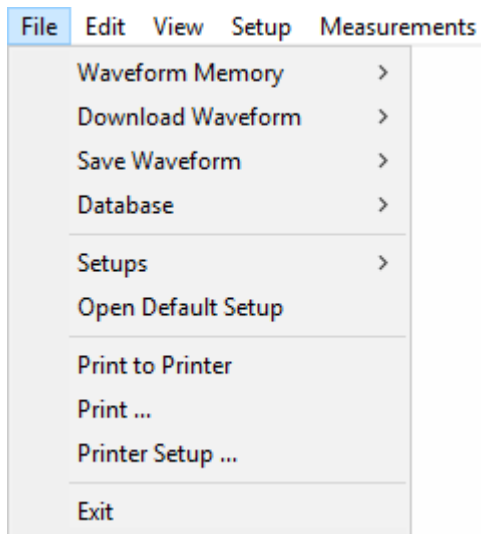 File Edit View Setup Measurements
Waveform Memory >
Download Waveform >
Save Waveform >
Database >
Setups >
Open Default Setup
Print to Printer
Print ...
Printer Setup ...
Exit